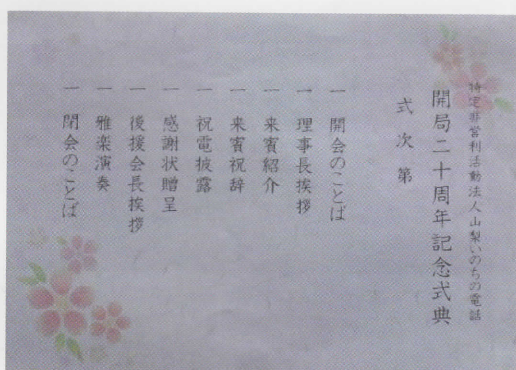 特定非営利活動法人山梨いのちの電話
開局二十周年記念式典
式次第
一 開会のことば
一 理事長挨拶
一 来賓紹介
一 来賓祝辞
一 祝電披露
一 感謝状贈呈
一 後援会長挨拶
一 雅楽演奏
一 閉会のことば